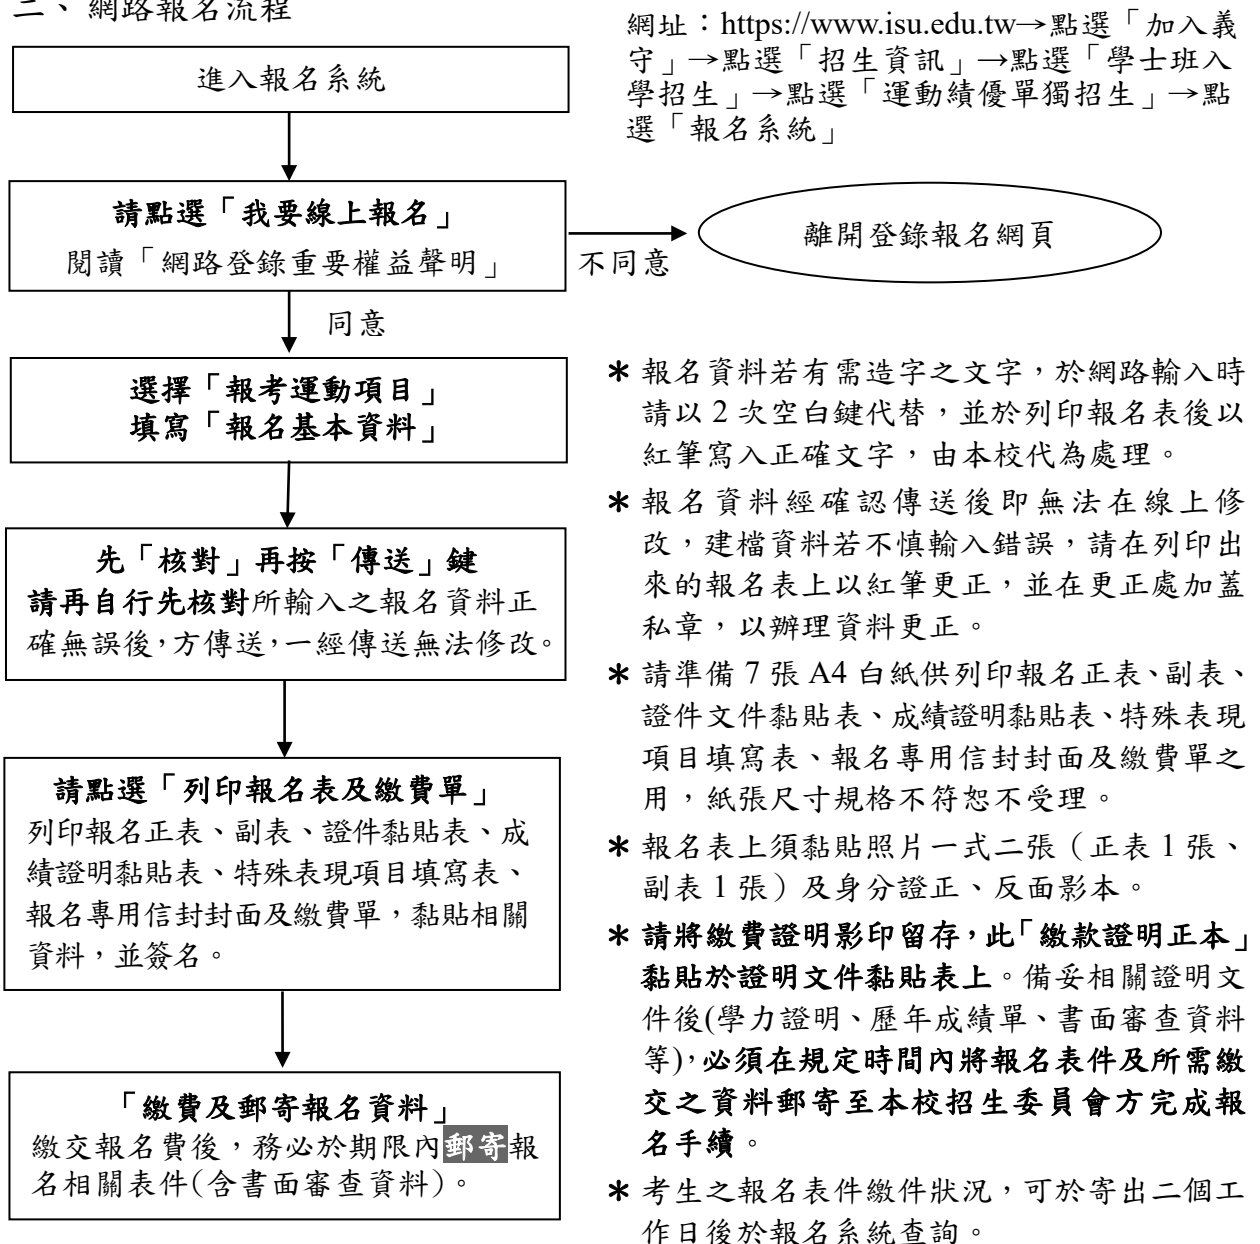 二、 網路報名流程
進入報名系統
網址：https://www.isu.edu.tw→點選「加入義
守」→點選「招生資訊」→點選「學士班入
學招生」→點選「運動績優單獨招生」→點
選「報名系統」
請點選「我要線上報名」
閱讀「網路登錄重要權益聲明」
不同意
離開登錄報名網頁
同意
選擇「報考運動項目」
填寫「報名基本資料」
先「核對」再按「傳送」鍵
請再自行先核對所輸入之報名資料正
確無誤後，方傳送，一經傳送無法修改。
請點選「列印報名表及繳費單」
列印報名正表、副表、證件黏貼表、成
績證明黏貼表、特殊表現項目填寫表、
報名專用信封封面及繳費單，黏貼相關
資料，並簽名。
「繳費及郵寄報名資料」
繳交報名費後，務必於期限內郵寄報
名相關表件(含書面審查資料)。
＊報名資料若有需造字之文字，於網路輸入時
請以 2 次空白鍵代替，並於列印報名表後以
紅筆寫入正確文字，由本校代為處理。
＊報名資料經確認傳送後即無法在線上修
改，建檔資料若不慎輸入錯誤，請在列印出
來的報名表上以紅筆更正，並在更正處加蓋
私章，以辦理資料更正。
＊請準備 7 張 A4 白紙供列印報名正表、副表、
證件文件黏貼表、成績證明黏貼表、特殊表現
項目填寫表、報名專用信封封面及繳費單之
用，紙張尺寸規格不符恕不受理。
＊報名表上須黏貼照片一式二張（正表 1 張、
副表 1 張）及身分證正、反面影本。
＊請將繳費證明影印留存，此「繳款證明正本」
黏貼於證明文件黏貼表上。備妥相關證明文
件後(學力證明、歷年成績單、書面審查資料
等)，必須在規定時間內將報名表件及所需繳
交之資料郵寄至本校招生委員會方完成報
名手續。
＊考生之報名表件繳件狀況，可於寄出二個工
作日後於報名系統查詢。